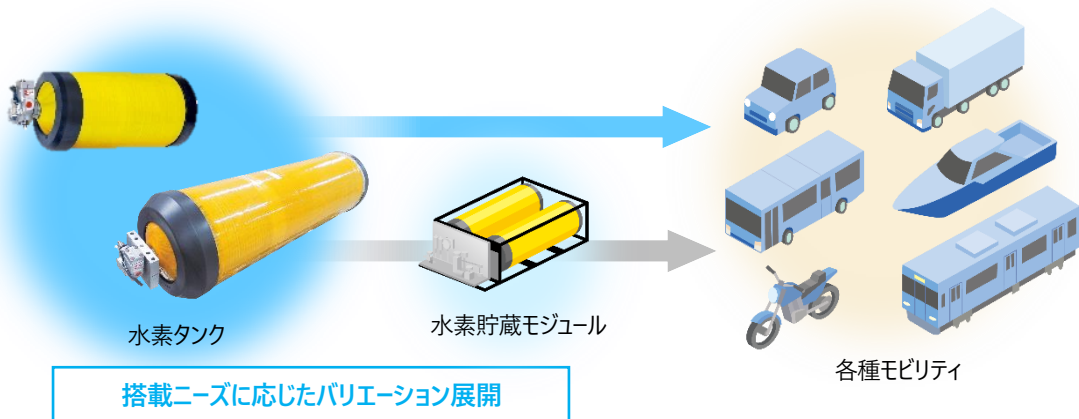 水素タンク
水素貯蔵モジュール
各種モビリティ
搭載ニーズに応じたバリエーション展開